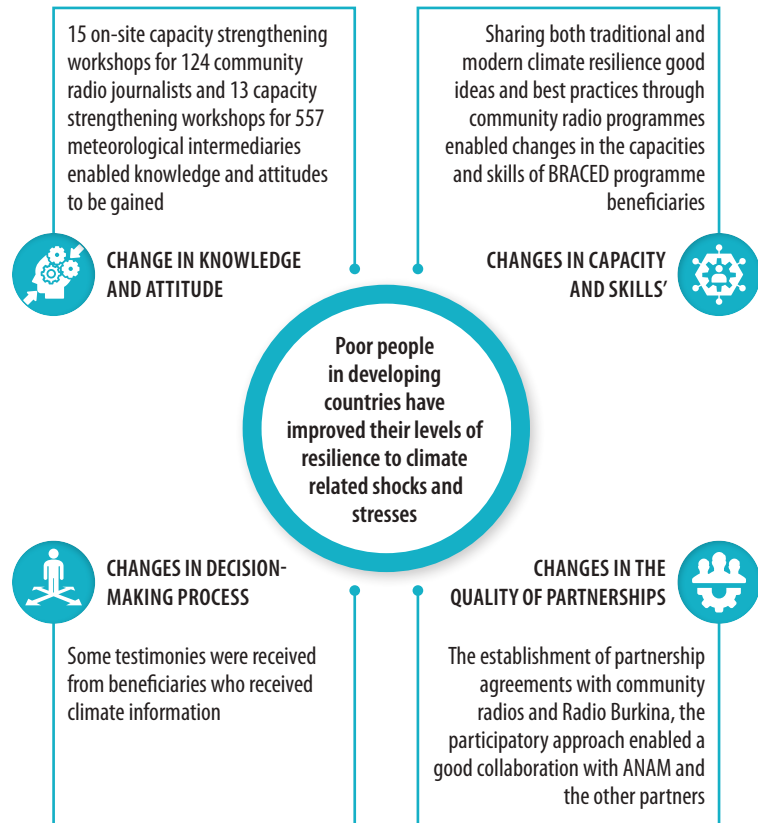 15 on-site capacity strengthening
workshops for 124 community
radio journalists and 13 capacity
strengthening workshops for 557
meteorological intermediaries
enabled knowledge and attitudes
to be gained
CHANGE IN KNOWLEDGE
AND ATTITUDE
Sharing both traditional and
modern climate resilience good
ideas and best practices through
community radio programmes
enabled changes in the capacities
and skills of BRACED programme
beneficiaries
CHANGES IN CAPACITY
AND SKILLS’
Poor people
in developing
countries have
improved their levels of
resilience to climate
related shocks and
stresses
CHANGES IN DECISION-
MAKING PROCESS
Some testimonies were received
from beneficiaries who received
climate information
CHANGES IN THE
QUALITY OF PARTNERSHIPS
The establishment of partnership
agreements with community
radios and Radio Burkina, the
participatory approach enabled a
good collaboration with ANAM and
the other partners